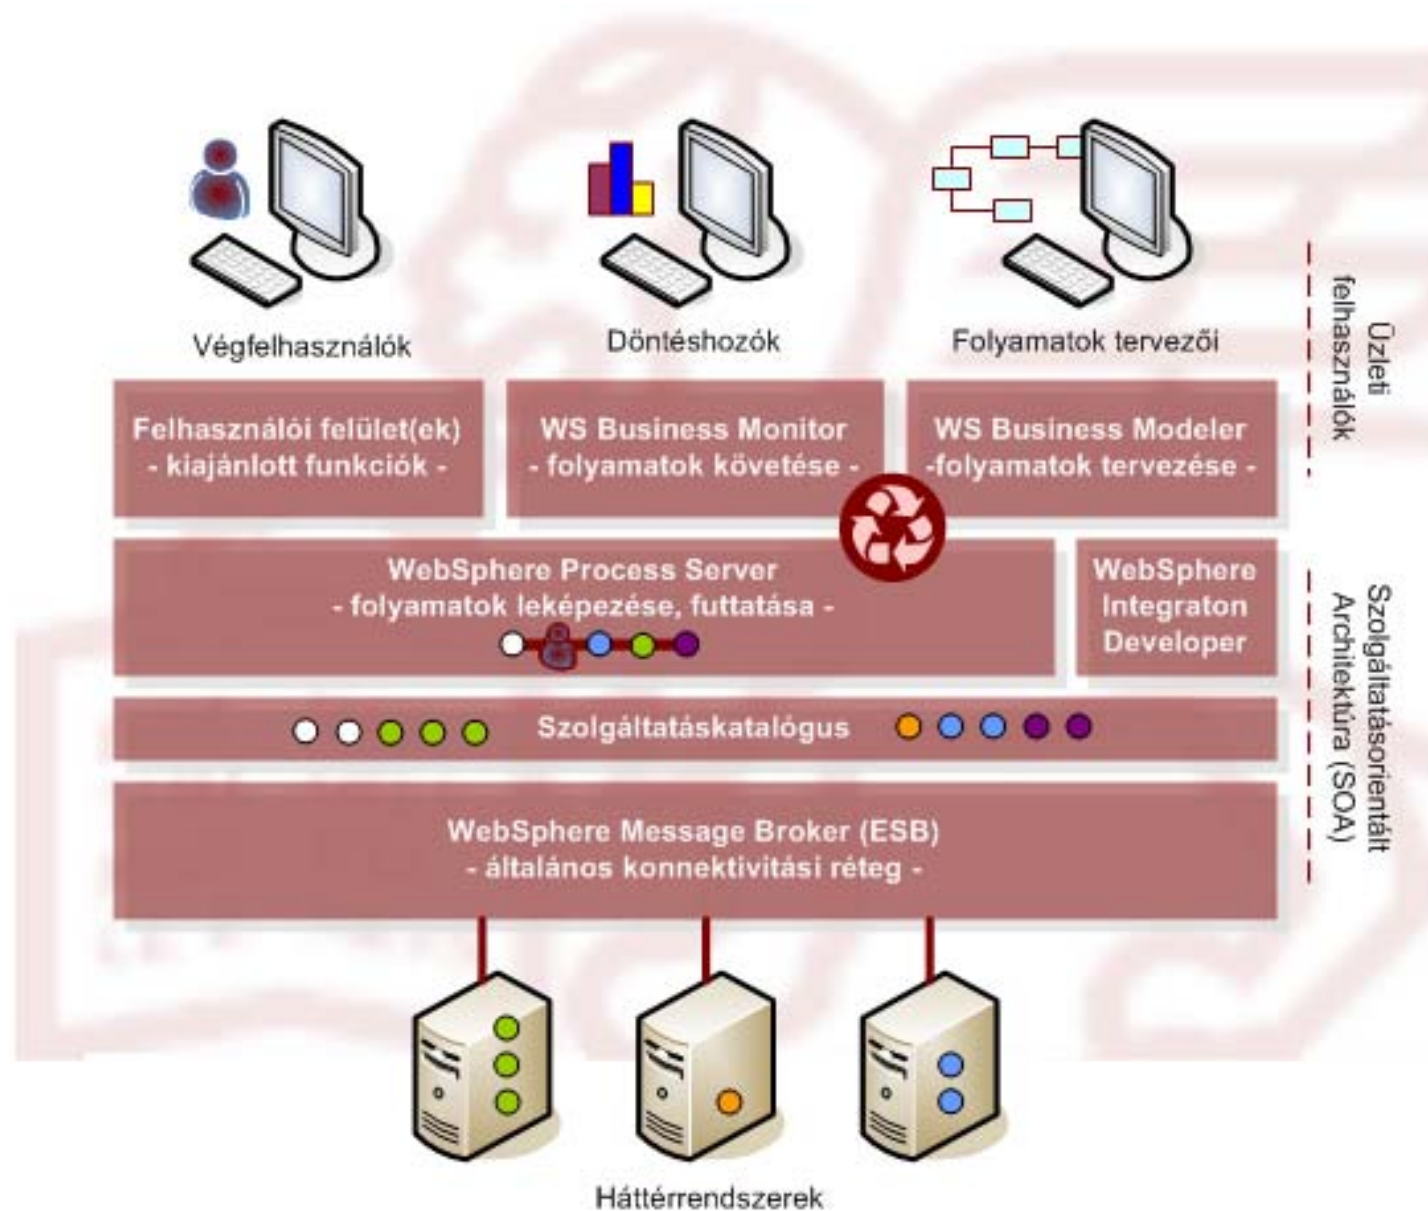 Végfelhasználók
Döntéshozók
Folyamatok tervezői
Üzleti
felhasználók
Felhasználói felület(ek)
- kiajánlott funkciók -
WS Business Monitor
- folyamatok követése -
WS Business Modeler
-folyamatok tervezése -
WebSphere Process Server
- folyamatok leképezése, futtatása -
WebSphere
Integraton
Developer
Szolgáltatásorientált
Architektúra (SOA)
Szolgáltatáskatalógus
WebSphere Message Broker (ESB)
- általános konnektivitási réteg -
Háttérrendszerek